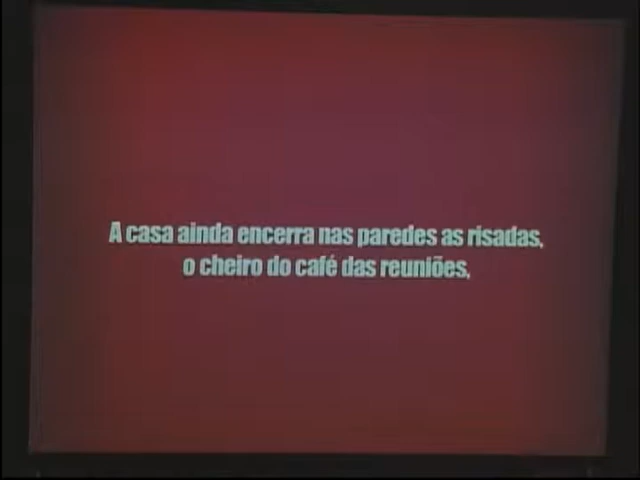 A casa ainda encerra nas paredes as risadas,
o cheiro do café das reuniões,